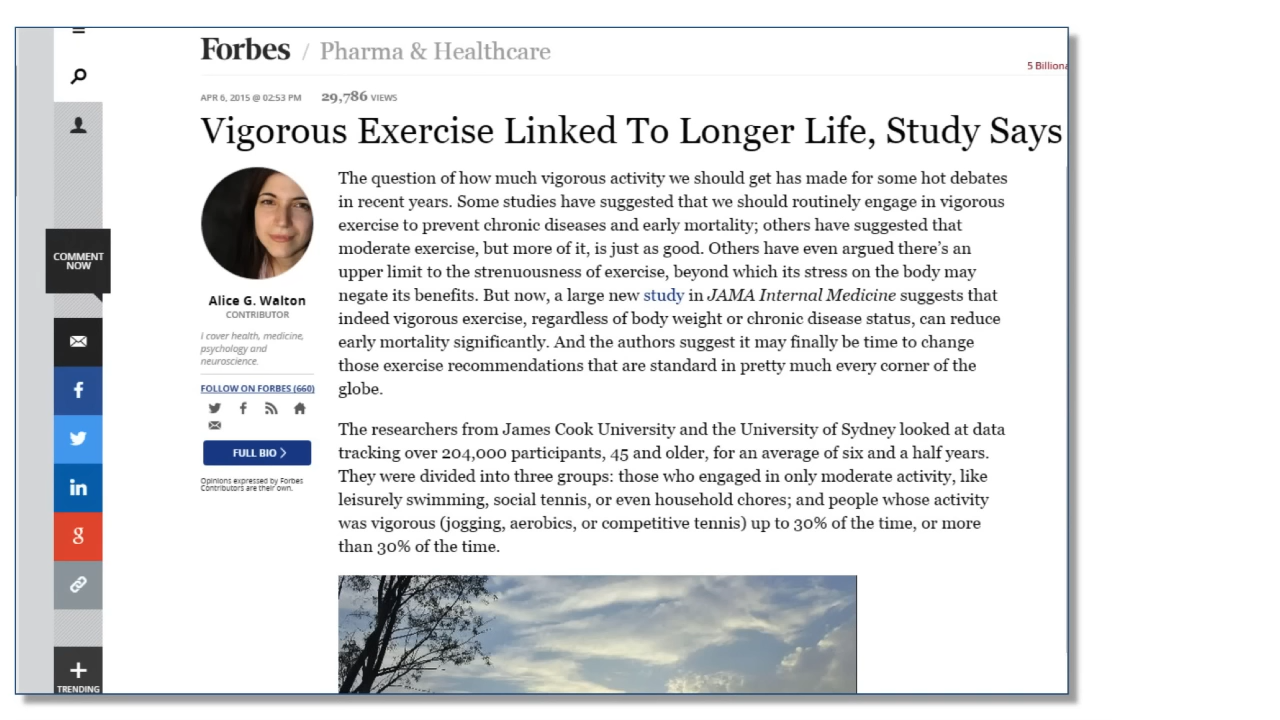 Forbes / Pharma & Healthcare
5 Billiona
APR 6, 2015 @ 02:53 PM 29,786 VIEWS
Vigorous Exercise Linked To Longer Life, Study Says
COMMENT
NOW
f
in
g
+
TRENDING
Alice G. Walton
CONTRIBUTOR
I cover health, medicine,
psychology and
neuroscience.
FOLLOW ON FORBES (660)
f
FULL BIO >
Opinions expressed by Forbes
Contributors are their own.
The question of how much vigorous activity we should get has made for some hot debates
in recent years. Some studies have suggested that we should routinely engage in vigorous
exercise to prevent chronic diseases and early mortality; others have suggested that
moderate exercise, but more of it, is just as good. Others have even argued there's an
upper limit to the strenuousness of exercise, beyond which its stress on the body may
negate its benefits. But now, a large new study in JAMA Internal Medicine suggests that
indeed vigorous exercise, regardless of body weight or chronic disease status, can reduce
early mortality significantly. And the authors suggest it may finally be time to change
those exercise recommendations that are standard in pretty much every corner of the
globe.
The researchers from James Cook University and the University of Sydney looked at data
tracking over 204,000 participants, 45 and older, for an average of six and a half years.
They were divided into three groups: those who engaged in only moderate activity, like
leisurely swimming, social tennis, or even household chores; and people whose activity
was vigorous (jogging, aerobics, or competitive tennis) up to 30% of the time, or more
than 30% of the time.